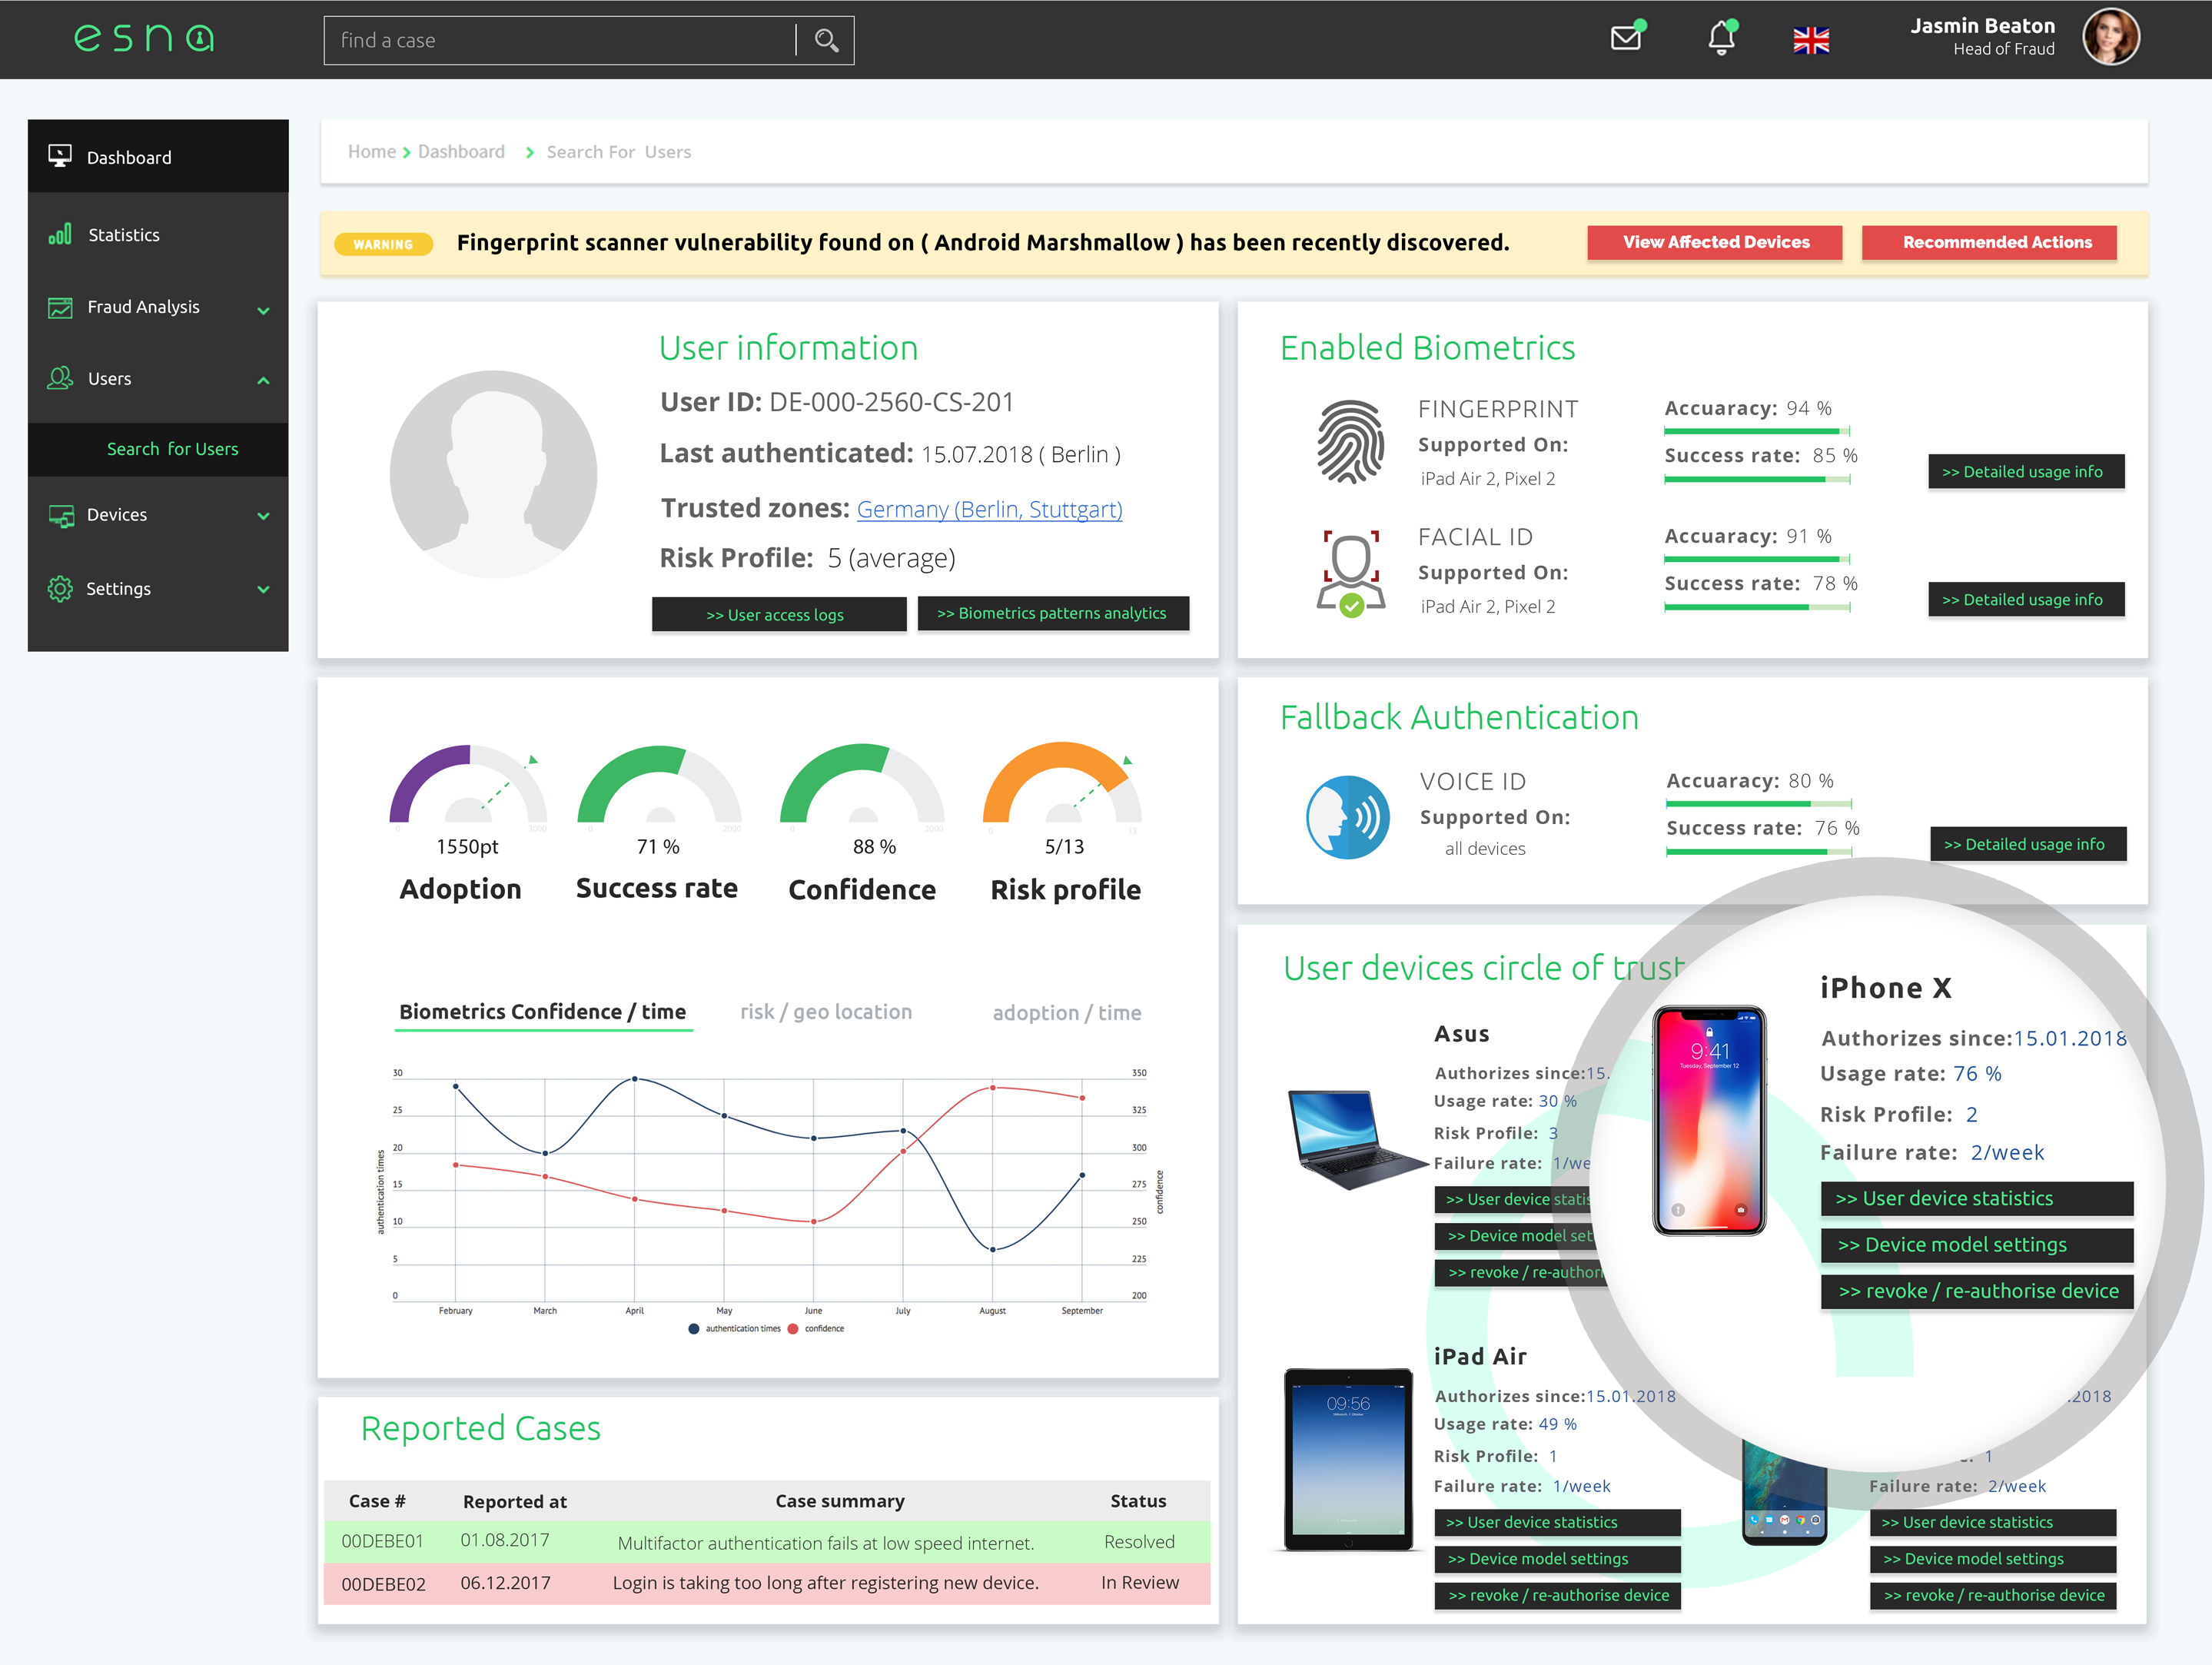 esna
find a case
Jasmin Beaton
Head of Fraud
Dashboard
Statistics
Fraud Analysis
Users
Search for Users
Devices
Settings
Home > Dashboard > Search For Users
WARNING
Fingerprint scanner vulnerability found on ( Android Marshmallow ) has been recently discovered.
View Affected Devices
Recommended Actions
User information
User ID: DE-000-2560-CS-201
Last authenticated: 15.07.2018 ( Berlin )
Trusted zones: Germany (Berlin, Stuttgart)
Risk Profile: 5 (average)
>> User access logs
>> Biometrics patterns analytics
Enabled Biometrics
FINGERPRINT
Supported On:
iPad Air 2, Pixel 2
Accuaracy: 94 %
Success rate: 85 %
>> Detailed usage info
FACIAL ID
Supported On:
iPad Air 2, Pixel 2
Accuaracy: 91 %
Success rate: 78 %
>> Detailed usage info
0 3000
1550pt
Adoption
0 2000
71 %
Success rate
0 2000
88 %
Confidence
0 13
5/13
Risk profile
Fallback Authentication
VOICE ID
Supported On:
all devices
Accuaracy: 80 %
Success rate: 76 %
>> Detailed usage info
Biometrics Confidence / time
risk / geo location
adoption / time
30
25
20
15
10
5
0
authentication times
350
325
300
275
250
225
200
confidence
February March April May June July August September
authentication times confidence
User devices circle of trust
Asus
Authorizes since:15.
Usage rate: 30 %
Risk Profile: 3
Failure rate: 1/we
>> User device statis
>> Device model set
>> revoke / re-author
9:41
Tuesday, September 12
iPhone X
Authorizes since:15.01.2018
Usage rate: 76 %
Risk Profile: 2
Failure rate: 2/week
>> User device statistics
>> Device model settings
>> revoke / re-authorise device
09:56
iPad Air
Authorizes since:15.01.2018
Usage rate: 49 %
Risk Profile: 1
Failure rate: 1/week
>> User device statistics
>> Device model settings
>> revoke / re-authorise device
.2018
1
Failure rate: 2/week
>> User device statistics
>> Device model settings
>> revoke / re-authorise device
Reported Cases
Case # Reported at Case summary Status
00DEBE01 01.08.2017 Multifactor authentication fails at low speed internet. Resolved
00DEBE02 06.12.2017 Login is taking too long after registering new device. In Review